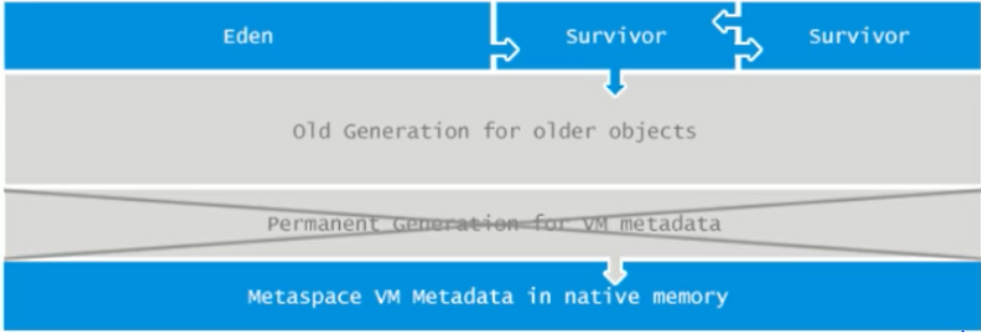 Eden
Survivor
Survivor
Old Generation for older objects
Permanent Generation for VM metadata
Metaspace VM Metadata in native memory